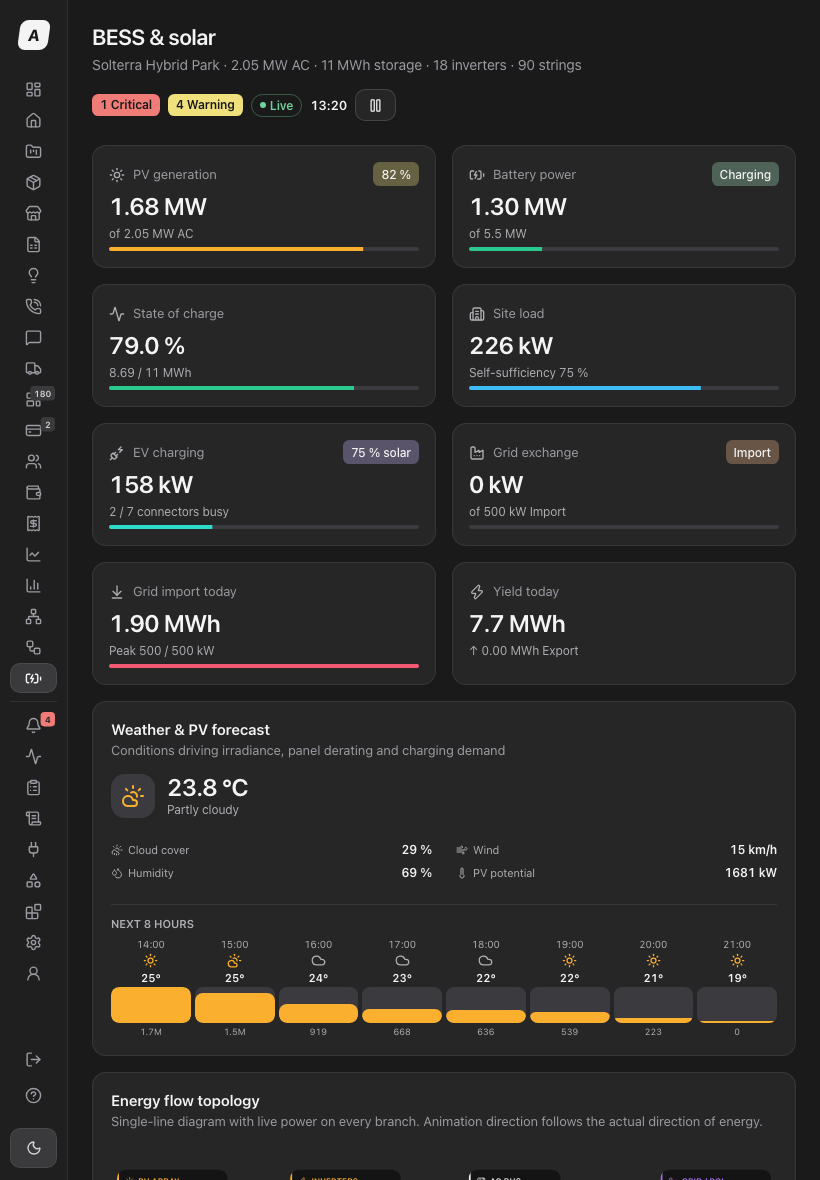 A
BESS & solar
Solterra Hybrid Park · 2.05 MW AC · 11 MWh storage · 18 inverters · 90 strings
1 Critical
4 Warning
Live
13:20
PV generation
82 %
1.68 MW
of 2.05 MW AC
Battery power
Charging
1.30 MW
of 5.5 MW
State of charge
79.0 %
8.69 / 11 MWh
Site load
226 kW
Self-sufficiency 75 %
180
2
EV charging
75 % solar
158 kW
2 / 7 connectors busy
Grid exchange
Import
0 kW
of 500 kW Import
Grid import today
1.90 MWh
Peak 500 / 500 kW
Yield today
7.7 MWh
↑ 0.00 MWh Export
4
Weather & PV forecast
Conditions driving irradiance, panel derating and charging demand
23.8 °C
Partly cloudy
Cloud cover 29 %
Wind 15 km/h
Humidity 69 %
PV potential 1681 kW
NEXT 8 HOURS
14:00 15:00 16:00 17:00 18:00 19:00 20:00 21:00
25° 25° 24° 23° 22° 22° 21° 19°
1.7M 1.5M 919 668 636 539 223 0
Energy flow topology
Single-line diagram with live power on every branch. Animation direction follows the actual direction of energy.